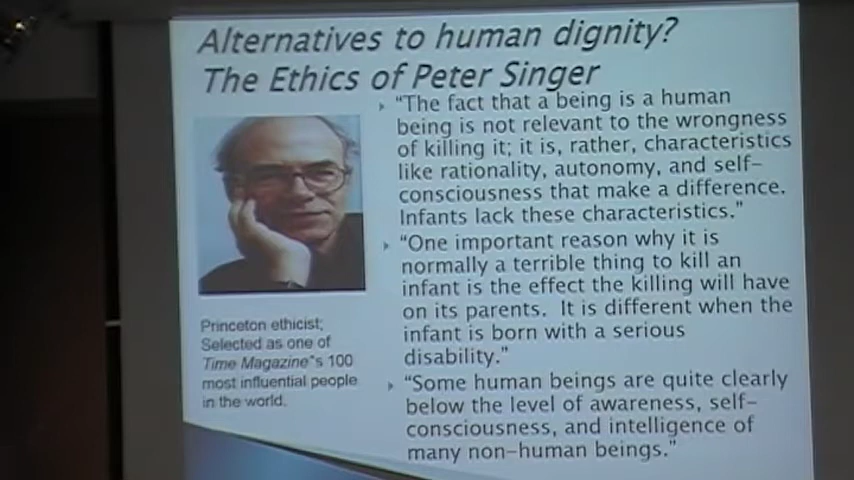 Alternatives to human dignity?
The Ethics of Peter Singer
"The fact that a being is a human
being is not relevant to the wrongness
of killing it; it is, rather, characteristics
like rationality, autonomy, and self-
consciousness that make a difference.
Infants lack these characteristics."
"One important reason why it is
normally a terrible thing to kill an
infant is the effect the killing will have
on its parents. It is different when the
infant is born with a serious
disability."
"Some human beings are quite clearly
below the level of awareness, self-
consciousness, and intelligence of
many non-human beings."
Princeton ethicist;
Selected as one of
Time Magazine"s 100
most influential people
in the world.